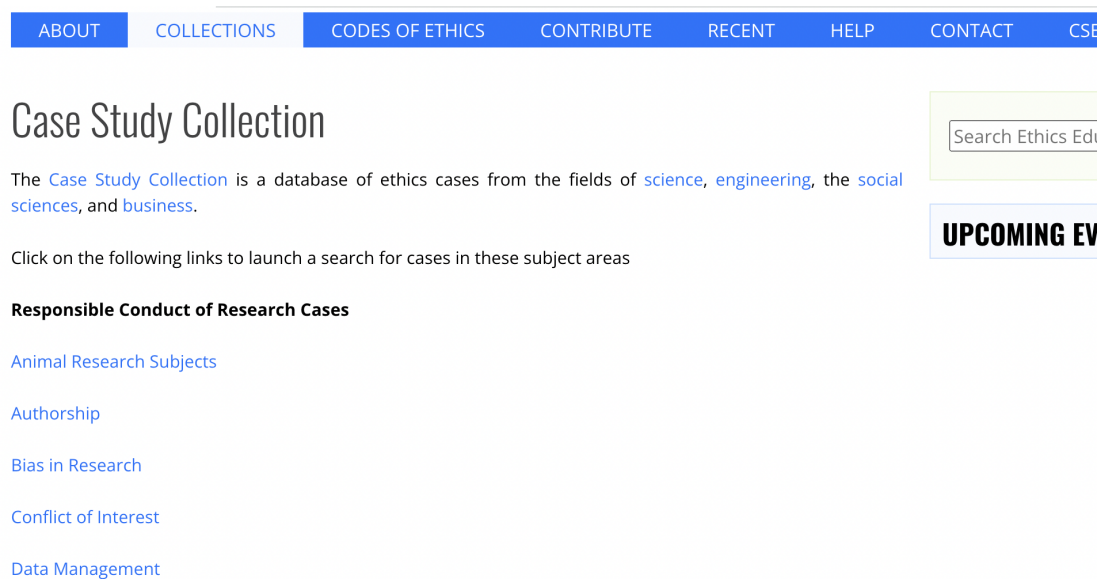 ABOUT COLLECTIONS CODES OF ETHICS CONTRIBUTE RECENT HELP CONTACT
Case Study Collection
Search Ethics
The Case Study Collection is a database of ethics cases from the fields of science, engineering, the social
sciences, and business.
UPCOMING
Click on the following links to launch a search for cases in these subject areas
Responsible Conduct of Research Cases
Animal Research Subjects
Authorship
Bias in Research
Conflict of Interest
Data Management